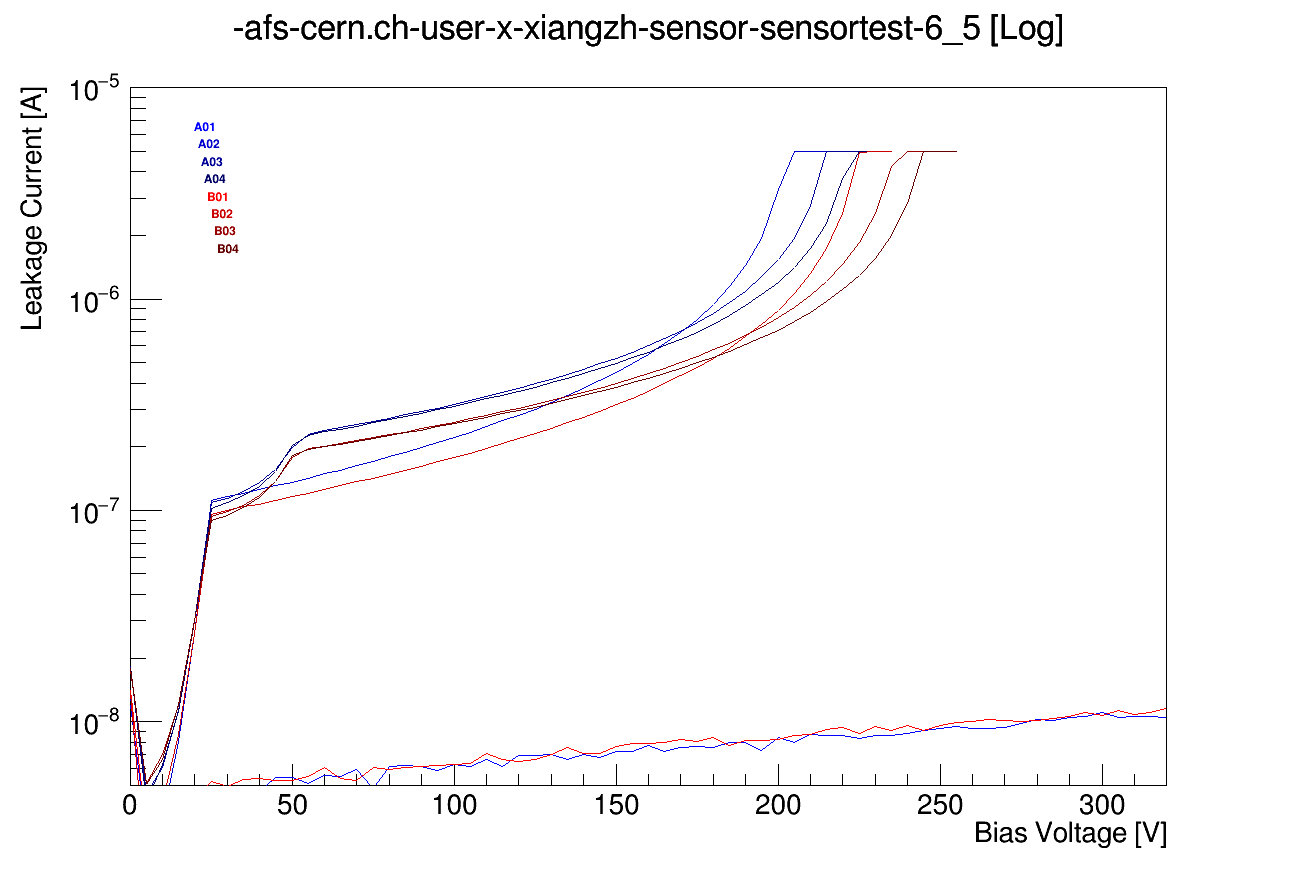 -afs-cern.ch-user-x-xiangzh-sensor-sensortest-6_5 [Log]
Leakage Current [A]
10−5
10−6
10−7
10−8
A01
A02
A03
A04
B01
B02
B03
B04
0 50 100 150 200 250 300
Bias Voltage [V]